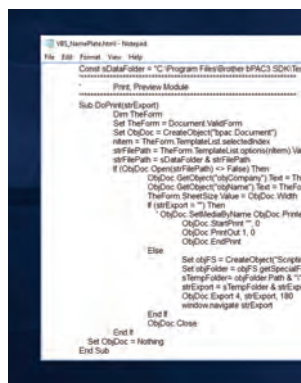 VBS_NamePlate.html - Notepad
File Edit Format View Help
Const sDataFolder = "C:\Program Files\Brother bPAC3 SDK\Te
' Print, Preview Module
Sub DoPrint(strExport)
Dim TheForm
Set TheForm = Document.ValidForm
Set ObjDoc = CreateObject("bpac.Document")
nItem = TheForm.TemplateList.selectedIndex
strFilePath = TheForm.TemplateList.options(nItem).Va
strFilePath = sDataFolder & strFilePath
If (ObjDoc.Open(strFilePath) <> False) Then
ObjDoc.GetObject("objCompany").Text = Th
ObjDoc.GetObject("objName").Text = TheFo
TheForm.SheetSize.Value = ObjDoc.Width
If (strExport = "") Then
' ObjDoc.SetMediaByName ObjDoc.Printe
ObjDoc.StartPrint "", 0
ObjDoc.PrintOut 1, 0
ObjDoc.EndPrint
Else
Set objFS = CreateObject("Scriptin
Set objFolder = objFS.getSpecialF
sTempFolder = objFolder.Path & "\
strExport = sTempFolder & strExp
ObjDoc.Export 4, strExport, 180
window.navigate strExport
End If
ObjDoc.Close
End If
Set ObjDoc = Nothing
End Sub